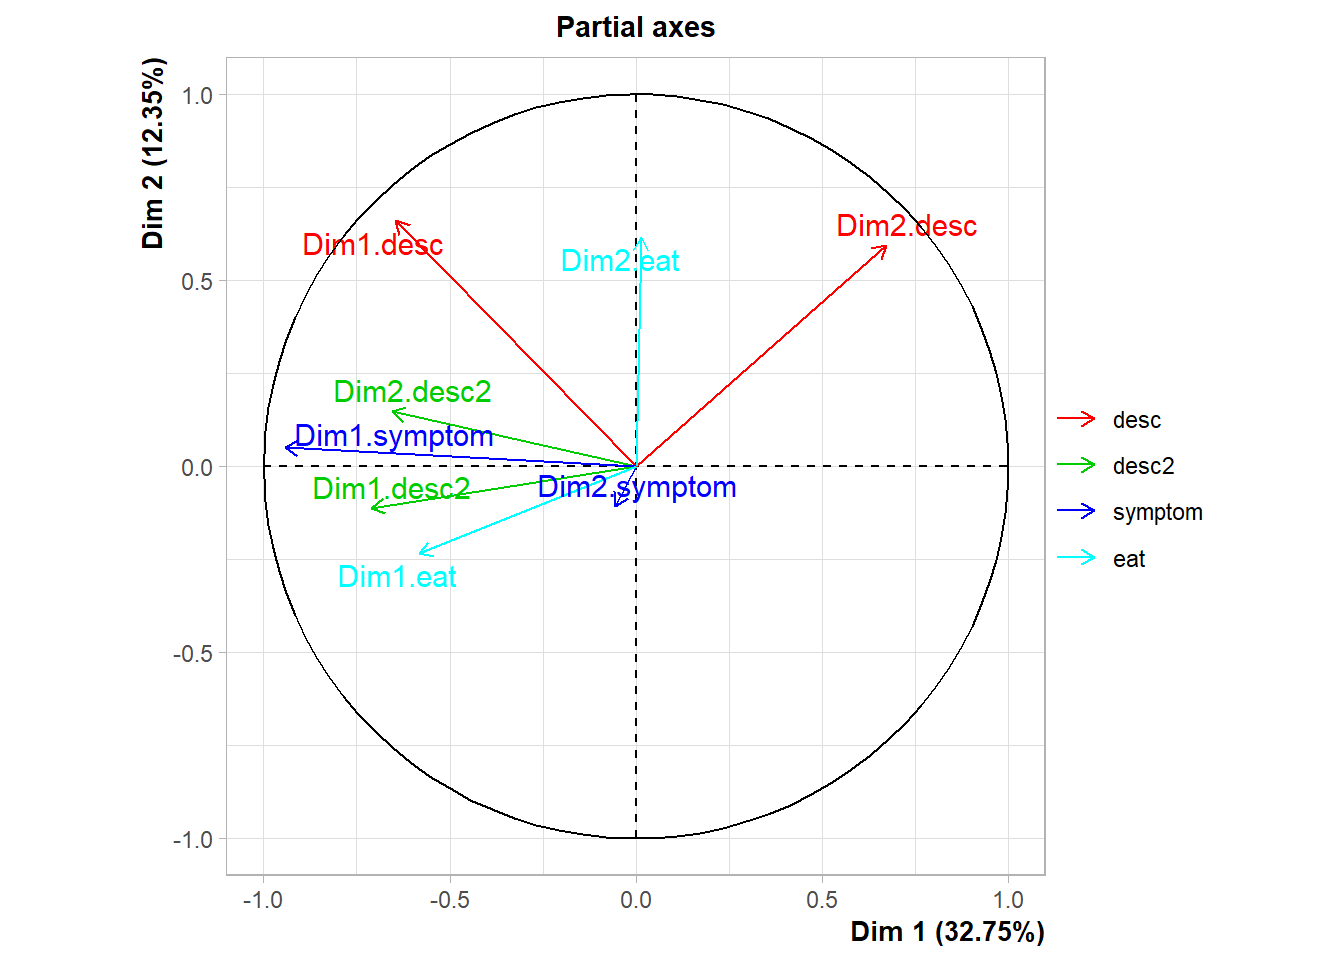 Partial axes
Dim 2 (12.35%)
1.0
0.5
0.0
-0.5
-1.0
Dim1.desc
Dim2.desc
Dim2.eat
Dim2.desc2
Dim1.symptom
Dim1.desc2
Dim2.symptom
Dim1.eat
desc
desc2
symptom
eat
-1.0
-0.5
0.0
0.5
1.0
Dim 1 (32.75%)